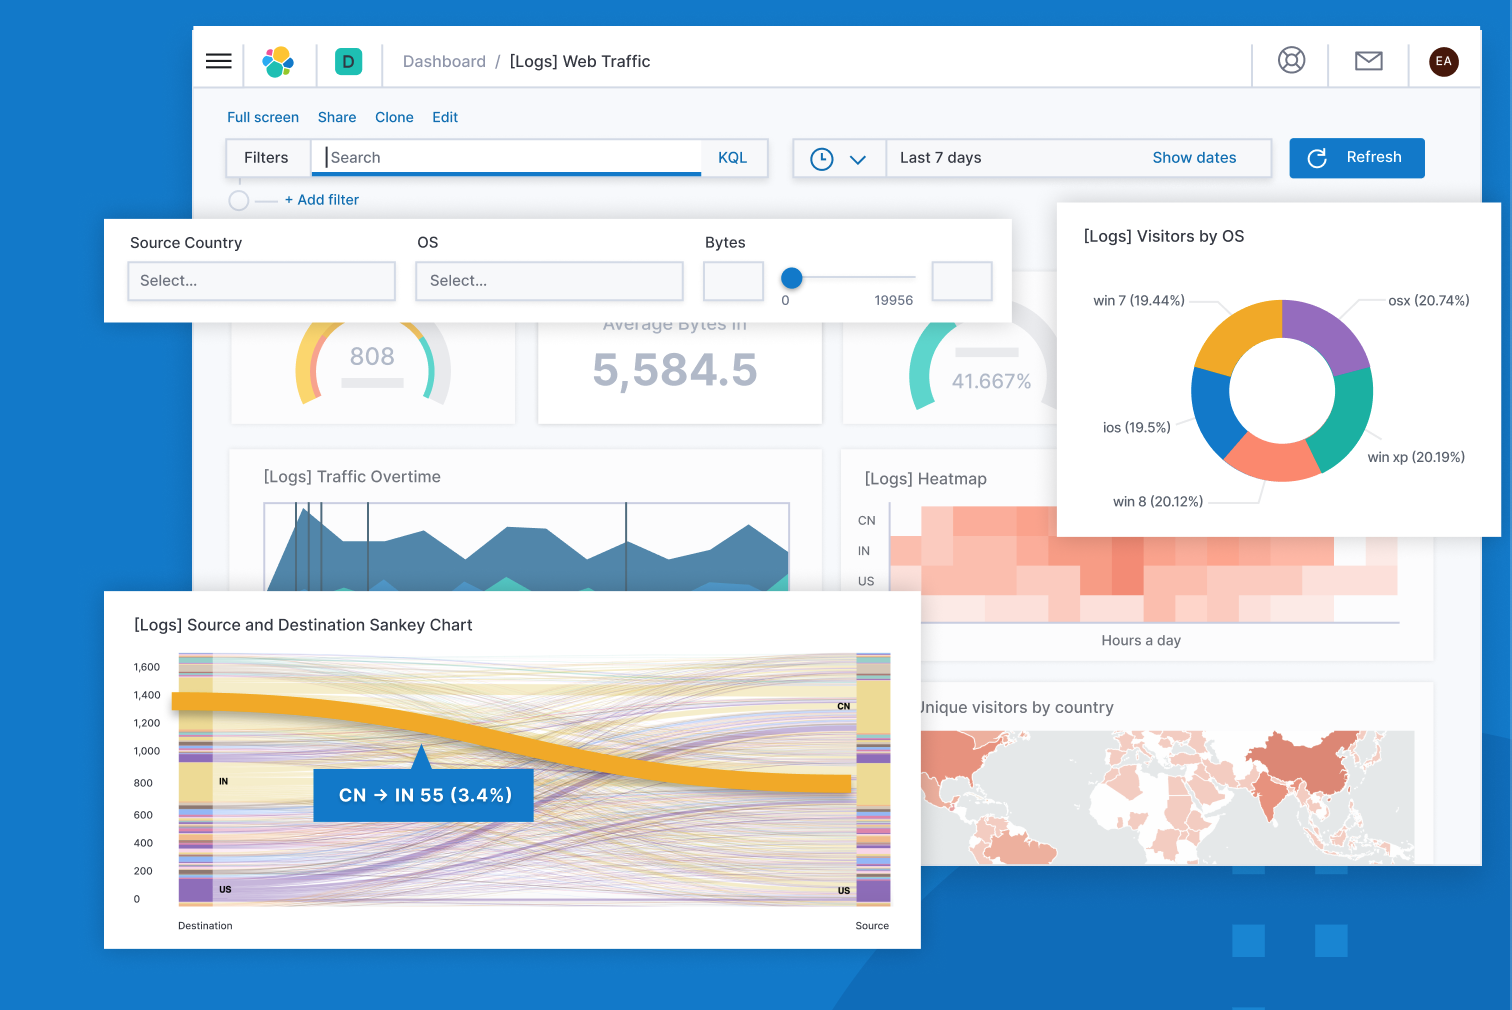 D
Dashboard / [Logs] Web Traffic
EA
Full screen Share Clone Edit
Filters Search KQL
Last 7 days Show dates
Refresh
+ Add filter
Source Country OS Bytes
Select... Select...
0 19956
808
Average Bytes In
5,584.5
41.667%
[Logs] Visitors by OS
win 7 (19.44%)
osx (20.74%)
ios (19.5%)
win xp (20.19%)
win 8 (20.12%)
[Logs] Traffic Overtime
[Logs] Heatmap
CN
IN
US
Hours a day
[Logs] Source and Destination Sankey Chart
1,600
1,400
1,200
1,000
800
600
400
200
0
CN
IN
CN → IN 55 (3.4%)
US
US
Destination
Source
Unique visitors by country